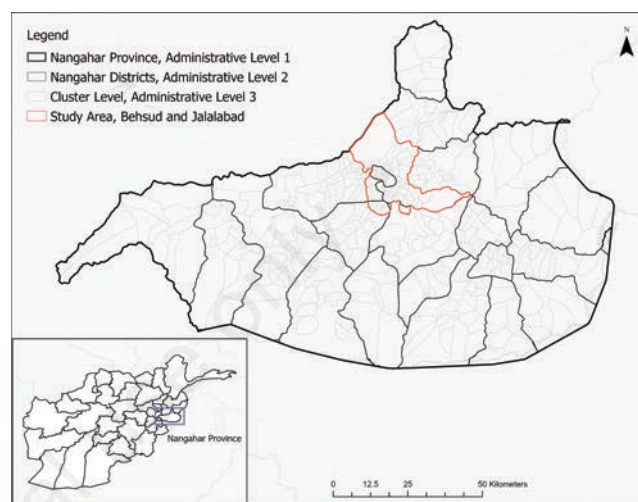 Legend
Nangahar Province, Administrative Level 1
Nangahar Districts, Administrative Level 2
Cluster Level, Administrative Level 3
Study Area, Behsud and Jalalabad
N
Nangahar Province
0 12.5 25 50 Kilometers